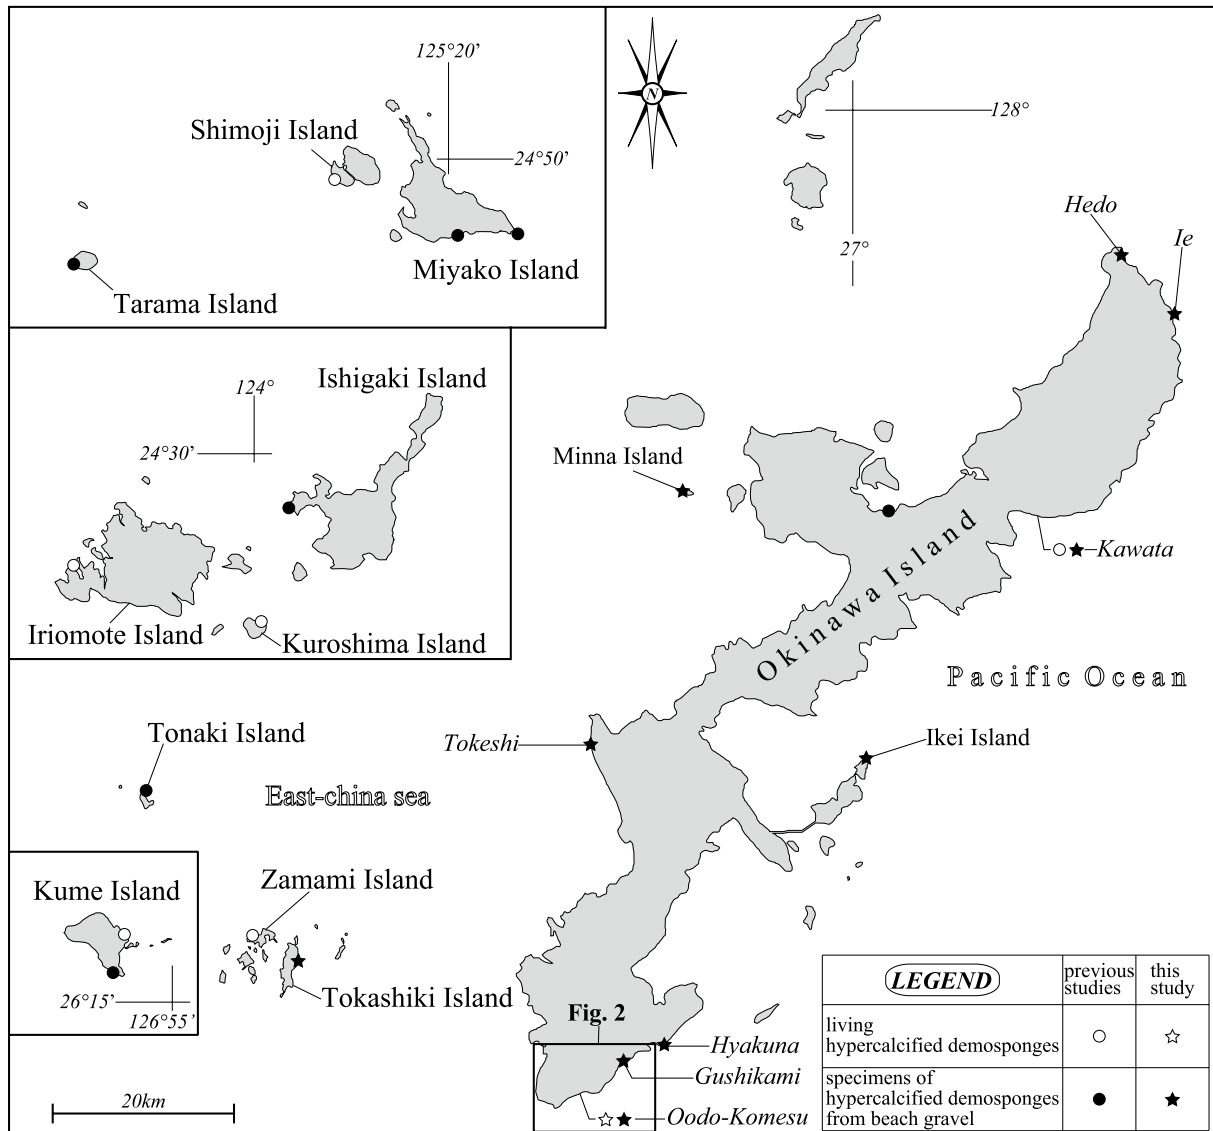 125°20’
Shimoji Island
24°50’
Miyako Island
Tarama Island
N
128°
27°
Hedo
Ie
Ishigaki Island
124°
24°30’
Iriomote Island
Kuroshima Island
Minna Island
Kawata
Okinawa Island
Pacific Ocean
Tonaki Island
East-china sea
Tokeshi
Ikei Island
Kume Island
26°15’
126°55’
Zamami Island
Tokashiki Island
Fig. 2
Hyakuna
Gushikami
Oodo-Komesu
20km
LEGEND
previous
studies
this
study
living
hypercalcified demosponges
specimens of
hypercalcified demosponges
from beach gravel